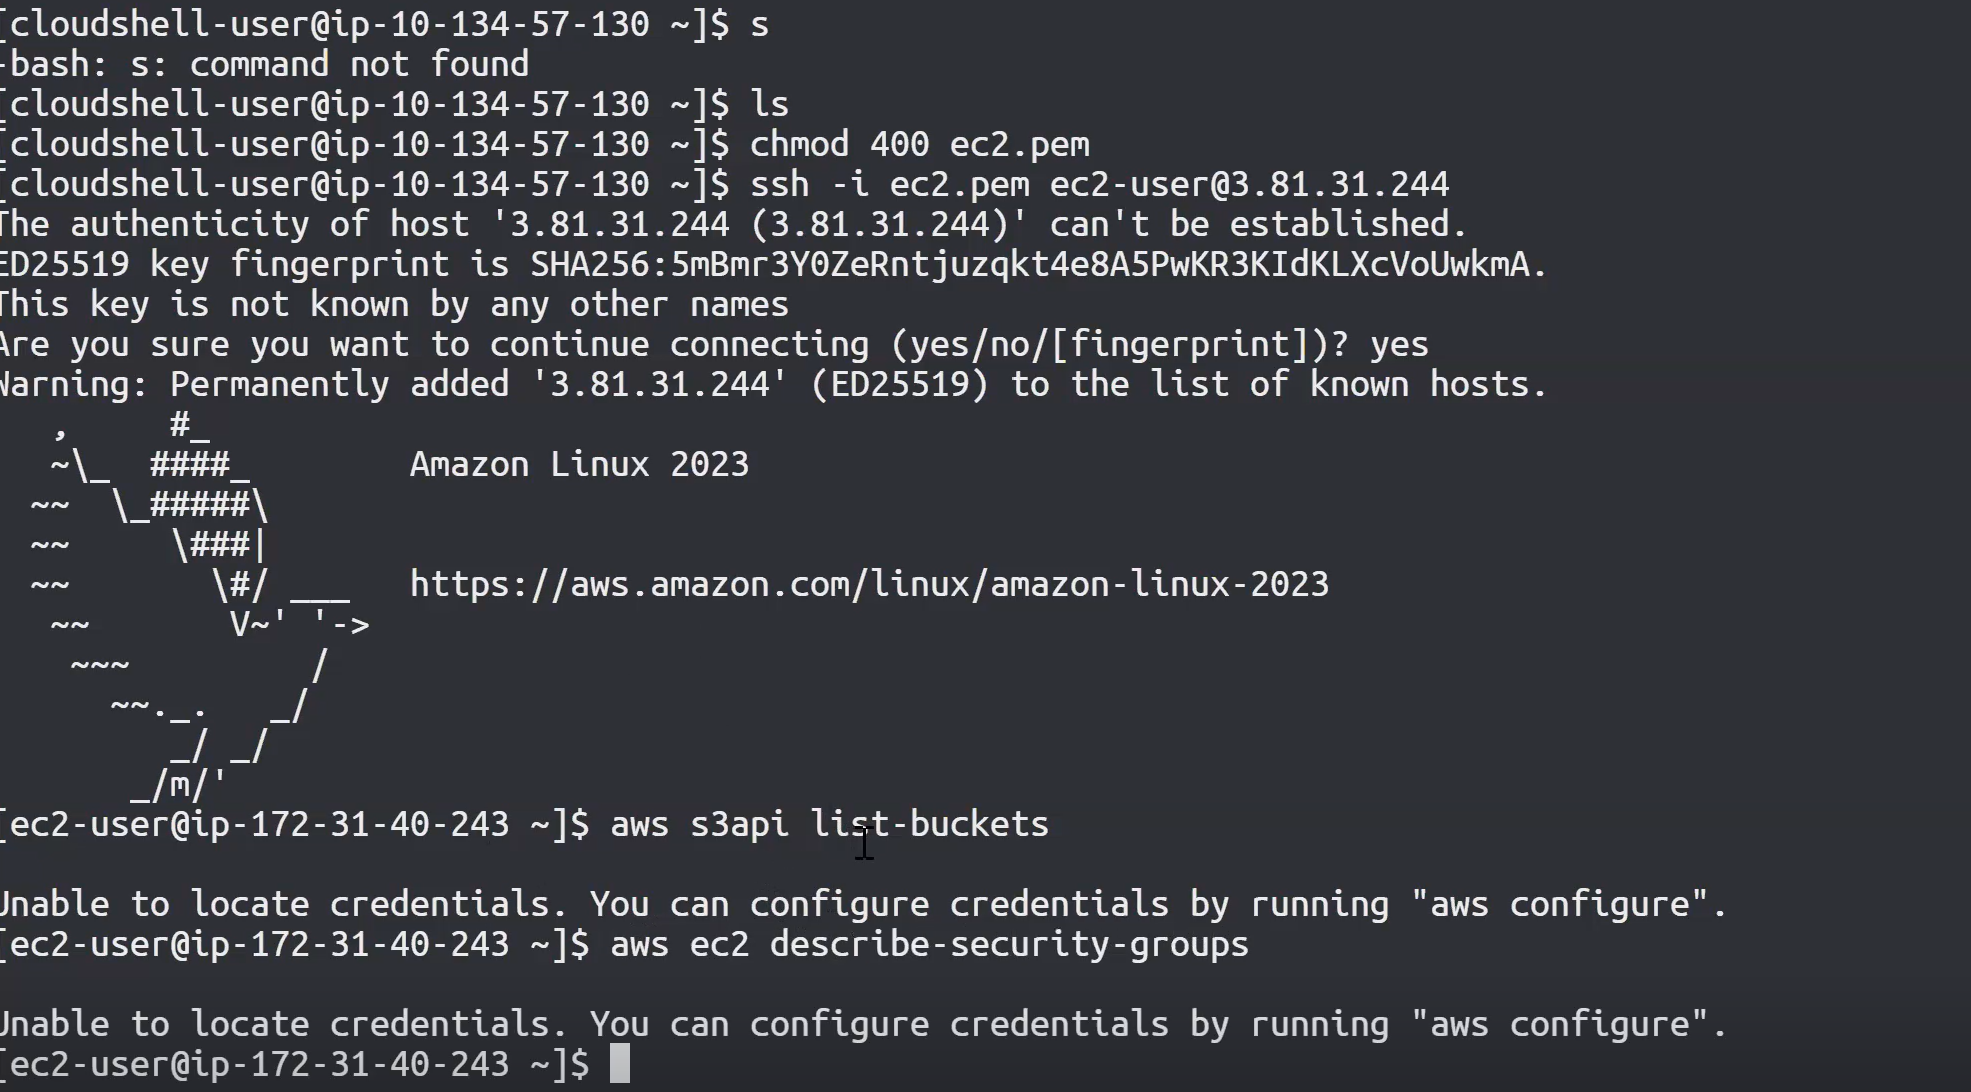 [cloudshell-user@ip-10-134-57-130 ~]$ s
-bash: s: command not found
[cloudshell-user@ip-10-134-57-130 ~]$ ls
[cloudshell-user@ip-10-134-57-130 ~]$ chmod 400 ec2.pem
[cloudshell-user@ip-10-134-57-130 ~]$ ssh -i ec2.pem ec2-user@3.81.31.244
The authenticity of host '3.81.31.244 (3.81.31.244)' can't be established.
ED25519 key fingerprint is SHA256:5mBmr3Y0ZeRntjuzqkt4e8A5PwKR3KIdKLXcVoUwkmA.
This key is not known by any other names
Are you sure you want to continue connecting (yes/no/[fingerprint])? yes
Warning: Permanently added '3.81.31.244' (ED25519) to the list of known hosts.
   ,     #_
   ~\_  ####_        Amazon Linux 2023
  ~~  \_#####\
  ~~     \###|
  ~~       \#/ ___   https://aws.amazon.com/linux/amazon-linux-2023
   ~~       V~' '->
    ~~~         /
      ~~._.   _/
         _/ _/
       _/m/'
[ec2-user@ip-172-31-40-243 ~]$ aws s3api list-buckets
Unable to locate credentials. You can configure credentials by running "aws configure".
[ec2-user@ip-172-31-40-243 ~]$ aws ec2 describe-security-groups
Unable to locate credentials. You can configure credentials by running "aws configure".
[ec2-user@ip-172-31-40-243 ~]$